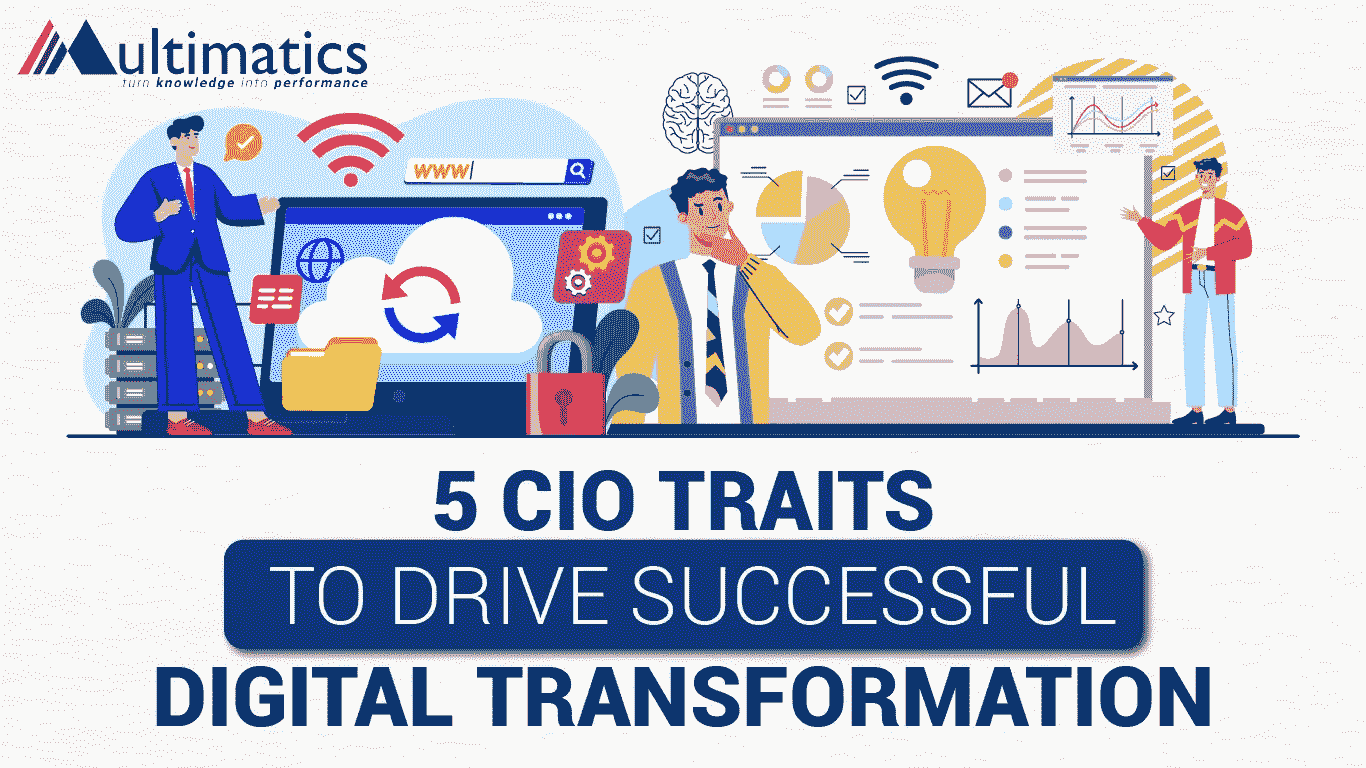 Multimatics
turn knowledge into performance
www
5 CIO TRAITS
TO DRIVE SUCCESSFUL
DIGITAL TRANSFORMATION